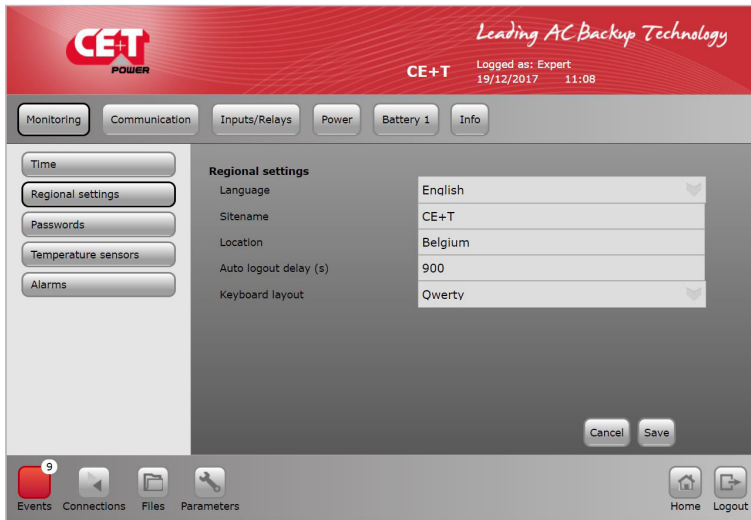 CE+T
POWER
Leading AC Backup Technology
CE+T
Logged as: Expert
19/12/2017 11:08
Monitoring
Communication
Inputs/Relays
Power
Battery 1
Info
Time
Regional settings
Passwords
Temperature sensors
Alarms
Regional settings
Language English
Sitename CE+T
Location Belgium
Auto logout delay (s) 900
Keyboard layout Qwerty
Cancel
Save
9
Events
Connections
Files
Parameters
Home
Logout